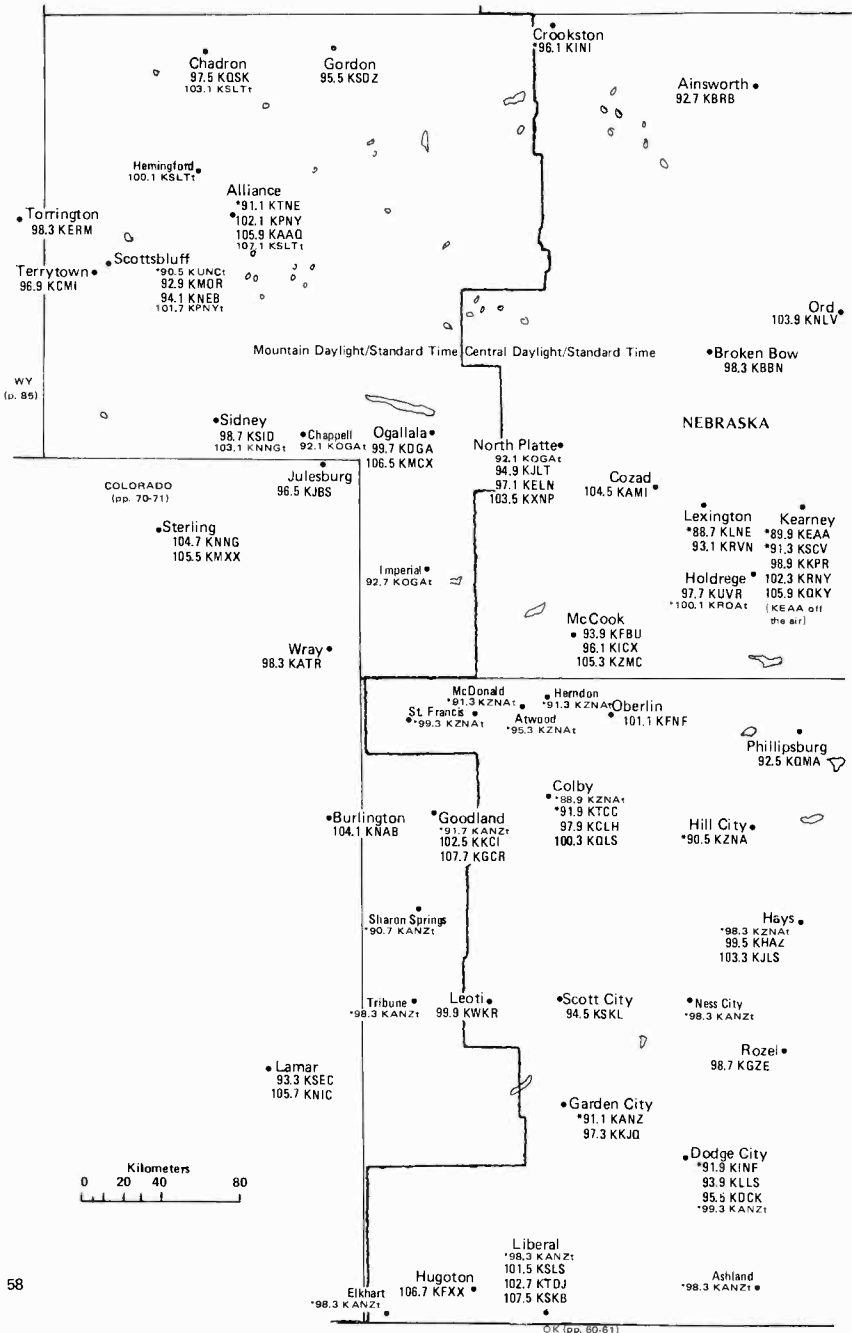 Crookston
*96.1 KINI
Chadron
97.5 KQSK
103.1 KSLTt
Gordon
95.5 KSDZ
Ainsworth
92.7 KBRB
Hemingford
100.1 KSLTt
Alliance
*91.1 KTNE
102.1 KPNY
105.9 KAAQ
107.1 KSLTt
Torrington
98.3 KERM
Scottsbluff
*90.5 KUNCt
92.9 KMOR
94.1 KNEB
101.7 KPNYt
Terrytown
96.9 KCMI
Ord
103.9 KNLV
Mountain Daylight/Standard Time
Central Daylight/Standard Time
Broken Bow
98.3 KBBN
WY
(p. 85)
NEBRASKA
Sidney
98.7 KSID
103.1 KNNGt
Chappell
92.1 KOGAt
Ogallala
99.7 KOGA
106.5 KMCX
North Platte
92.1 KOGAt
94.9 KJLT
97.1 KELN
103.5 KXNP
Julesburg
96.5 KJBS
Cozad
104.5 KAMI
COLORADO
(pp. 70-71)
Sterling
104.7 KNNG
105.5 KMXX
Lexington
*88.7 KLNE
93.1 KRVN
Kearney
*89.9 KEAA
*91.3 KSCV
98.9 KKPR
102.3 KRNY
105.9 KQKY
(KEAA off
the air)
Imperial
92.7 KOGAt
Holdrege
97.7 KUVR
*100.1 KROAt
McCook
93.9 KFBU
96.1 KICX
105.3 KZMC
Wray
98.3 KATR
McDonald
*91.3 KZNAt
Herndon
*91.3 KZNAt
St. Francis
*99.3 KZNAt
Atwood
*95.3 KZNAt
Oberlin
101.1 KFNF
Phillipsburg
92.5 KQMA
Colby
*88.9 KZNAt
*91.9 KTCC
97.9 KCLH
100.3 KQLS
Burlington
104.1 KNAB
Goodland
*91.7 KANZt
102.5 KKCI
107.7 KGCR
Hill City
*90.5 KZNA
Sharon Springs
*90.7 KANZt
Hays
*98.3 KZNAt
99.5 KHAZ
103.3 KJLS
Tribune
*98.3 KANZt
Leoti
99.9 KWKR
Scott City
94.5 KSKL
Ness City
*98.3 KANZt
Rozel
98.7 KGZE
Lamar
93.3 KSEC
105.7 KNIC
Garden City
*91.1 KANZ
97.3 KKJQ
Dodge City
*91.9 KINF
93.9 KLLS
95.5 KDCK
*99.3 KANZt
Kilometers
0 20 40 80
Liberal
*98.3 KANZt
101.5 KSLS
102.7 KTDJ
107.5 KSKB
Hugoton
106.7 KFXX
Elkhart
*98.3 KANZt
Ashland
*98.3 KANZt
58
OK (pp. 60-61)